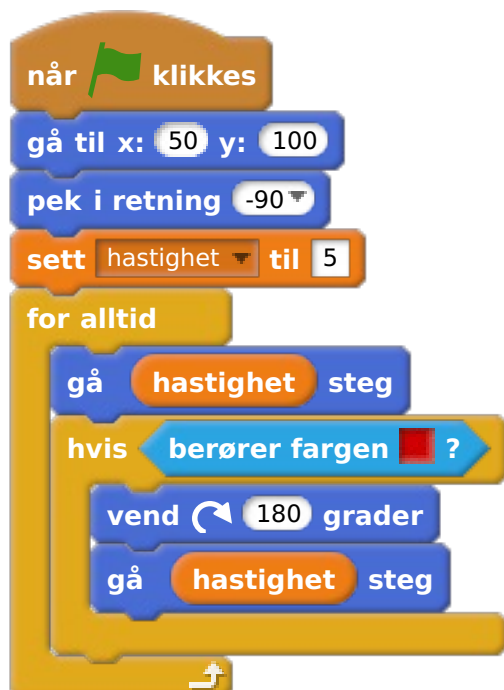 når klikkes
gå til x: 50 y: 100
pek i retning -90
sett hastighet til 5
for alltid
gå hastighet steg
hvis berører fargen ?
vend 180 grader
gå hastighet steg